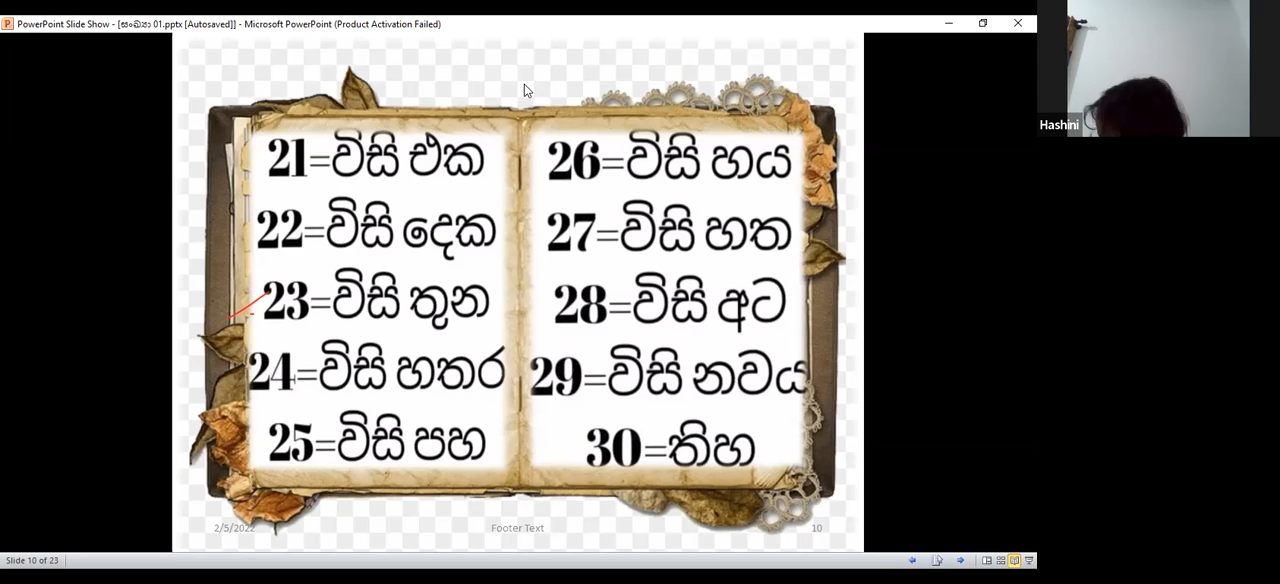 PowerPoint Slide Show - [සංඛ්‍යා 01.pptx [Autosaved]] - Microsoft PowerPoint (Product Activation Failed)
Hashini
21=විසි එක
22=විසි දෙක
23=විසි තුන
24=විසි හතර
25=විසි පහ
26=විසි හය
27=විසි හත
28=විසි අට
29=විසි නවය
30=තිහ
2/5/2022
Footer Text
10
Slide 10 of 23